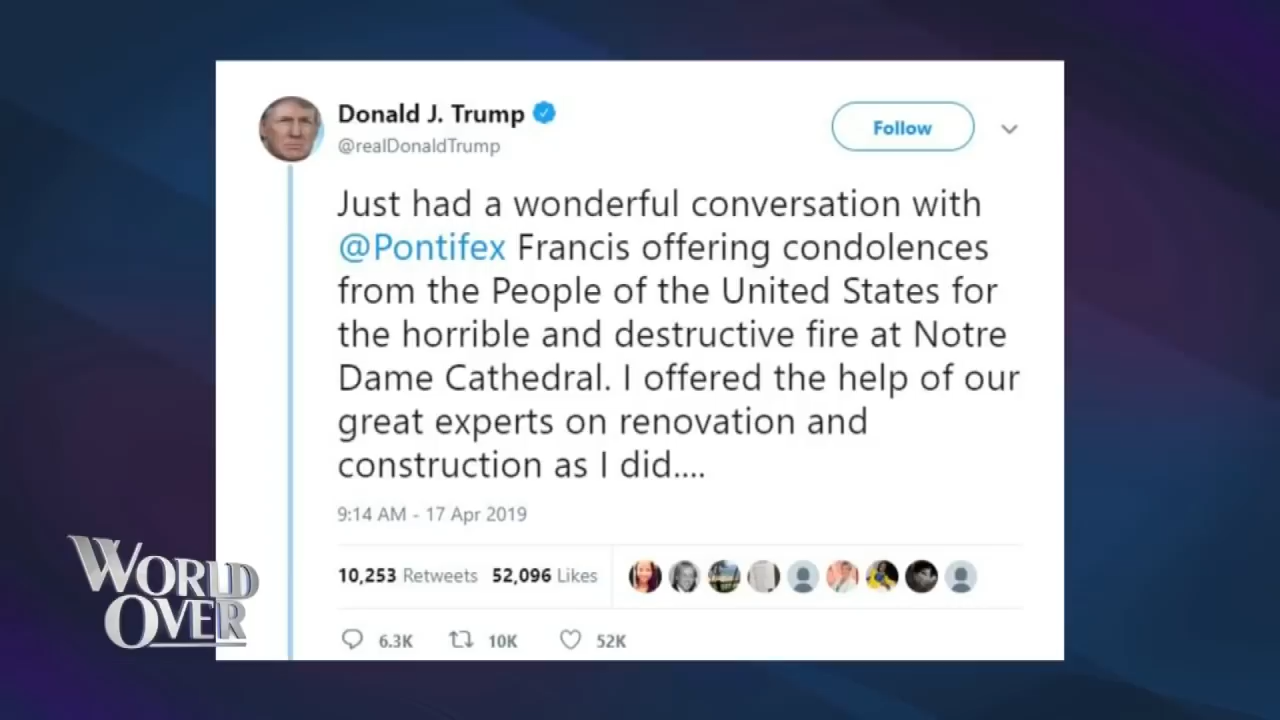 Donald J. Trump
@realDonaldTrump
Follow
Just had a wonderful conversation with
@Pontifex Francis offering condolences
from the People of the United States for
the horrible and destructive fire at Notre
Dame Cathedral. I offered the help of our
great experts on renovation and
construction as I did....
9:14 AM - 17 Apr 2019
10,253 Retweets 52,096 Likes
6.3K 10K 52K
WORLD
OVER